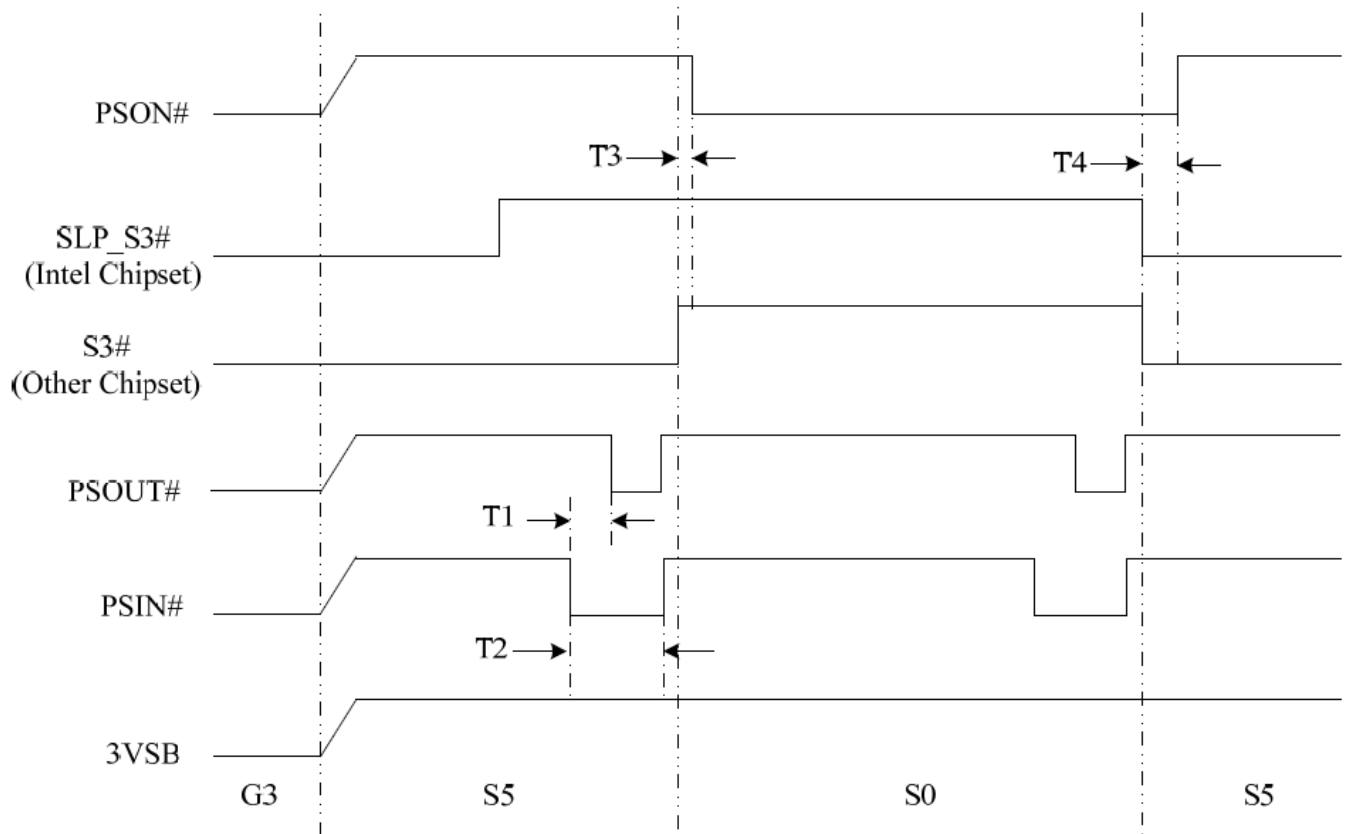 PSON#
T3
T4
SLP_S3#
(Intel Chipset)
S3#
(Other Chipset)
PSOUT#
T1
PSIN#
T2
3VSB
G3
S5
S0
S5